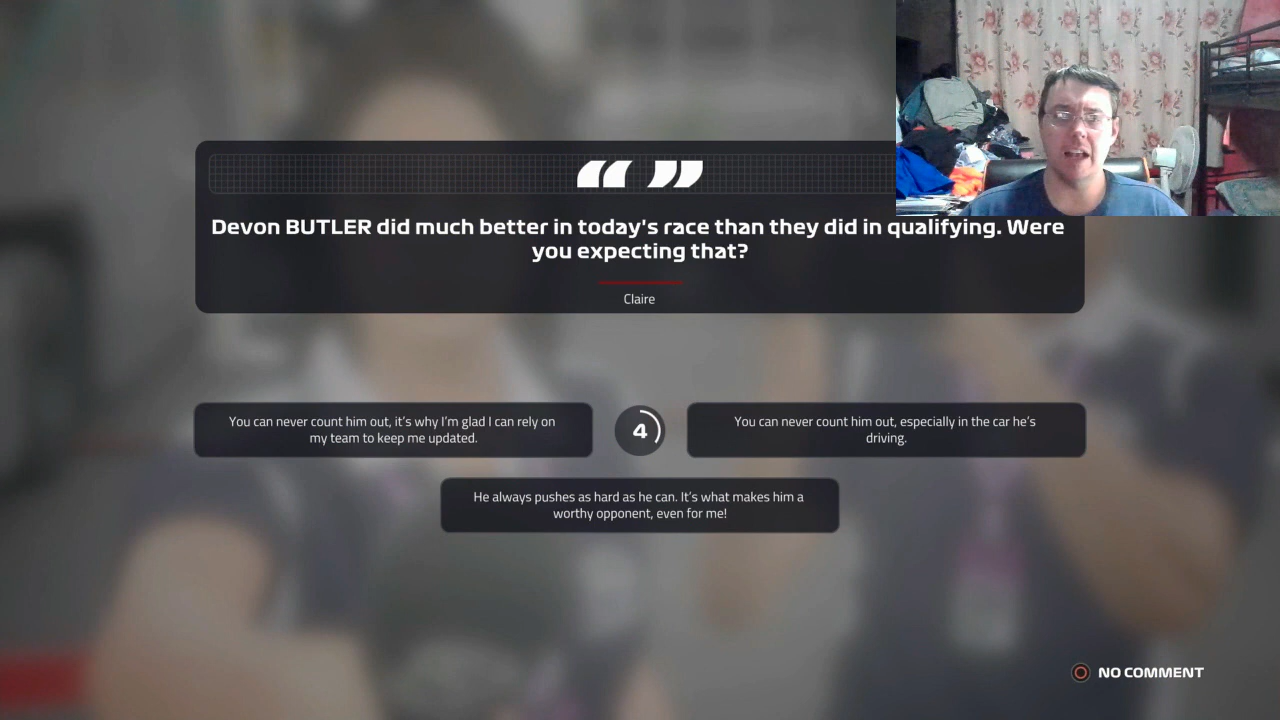 “ ”
Devon BUTLER did much better in today's race than they did in qualifying. Were
you expecting that?
Claire
You can never count him out, it's why I'm glad I can rely on
my team to keep me updated.
4
You can never count him out, especially in the car he's
driving.
He always pushes as hard as he can. It's what makes him a
worthy opponent, even for me!
NO COMMENT